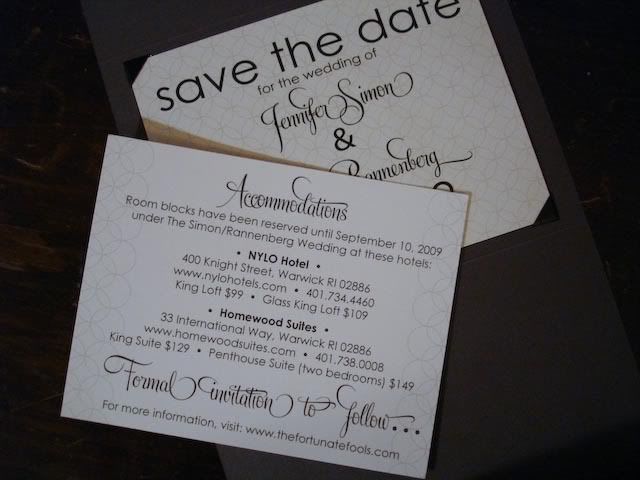 save the date
for the wedding of
Jennifer Simon
&
Rannenberg
Accommodations
Room blocks have been reserved until September 10, 2009
under The Simon/Rannenberg Wedding at these hotels:
• NYLO Hotel •
400 Knight Street, Warwick RI 02886
www.nylohotels.com • 401.734.4460
King Loft $99 • Glass King Loft $109
• Homewood Suites •
33 International Way, Warwick RI 02886
www.homewoodsuites.com • 401.738.0008
King Suite $129 • Penthouse Suite (two bedrooms) $149
Formal invitation to follow...
For more information, visit: www.thefortunatefools.com